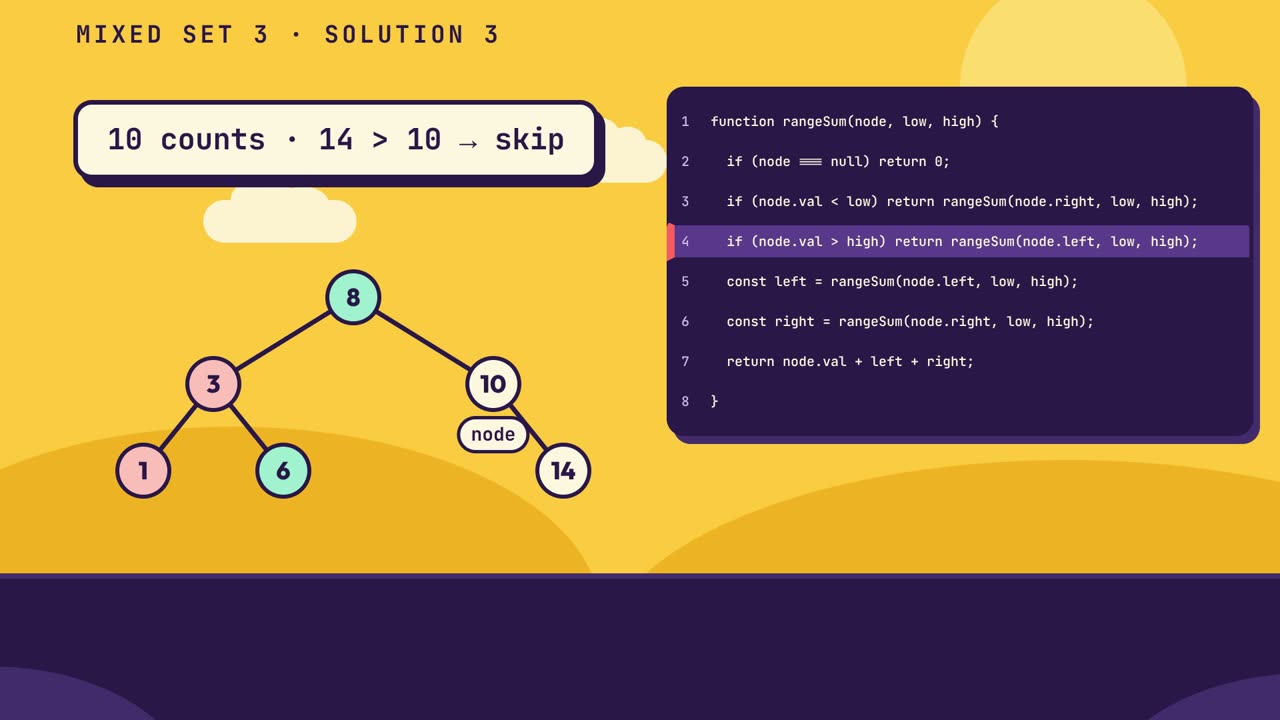 MIXED SET 3 · SOLUTION 3
10 counts · 14 > 10 → skip
8
3
10
node
1
6
14
1 function rangeSum(node, low, high) {
2 if (node === null) return 0;
3 if (node.val < low) return rangeSum(node.right, low, high);
4 if (node.val > high) return rangeSum(node.left, low, high);
5 const left = rangeSum(node.left, low, high);
6 const right = rangeSum(node.right, low, high);
7 return node.val + left + right;
8 }